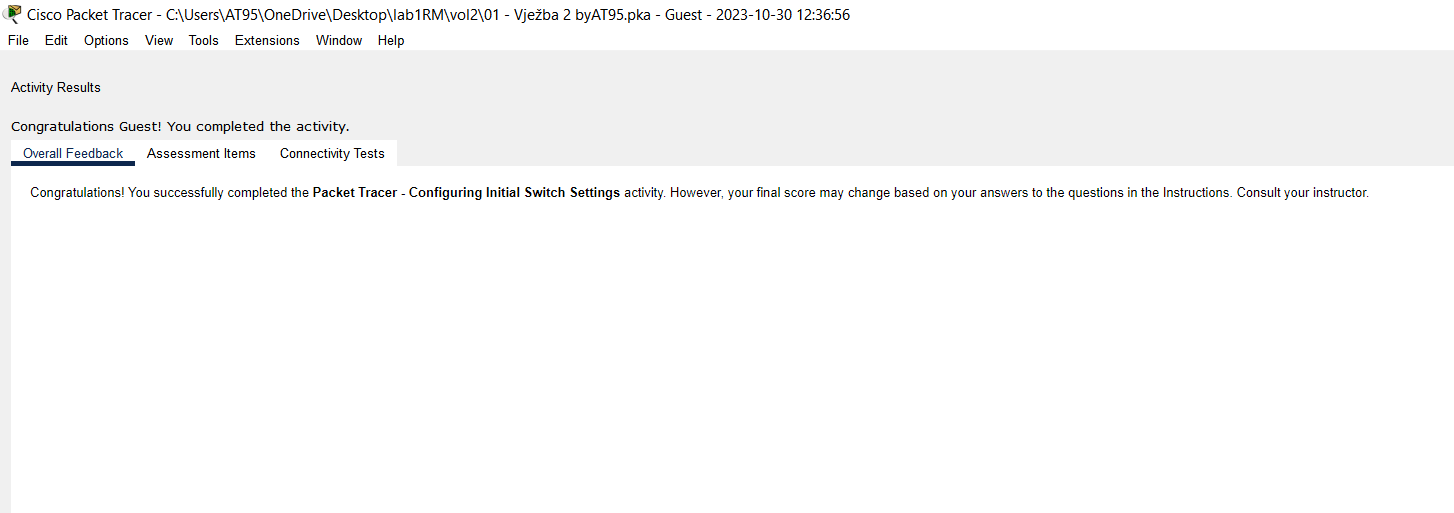 Cisco Packet Tracer - C:\Users\AT95\OneDrive\Desktop\lab1RM\vol2\01 - Vježba 2 byAT95.pka - Guest - 2023-10-30 12:36:56
File Edit Options View Tools Extensions Window Help
Activity Results
Congratulations Guest! You completed the activity.
Overall Feedback Assessment Items Connectivity Tests
Congratulations! You successfully completed the Packet Tracer - Configuring Initial Switch Settings activity. However, your final score may change based on your answers to the questions in the Instructions. Consult your instructor.